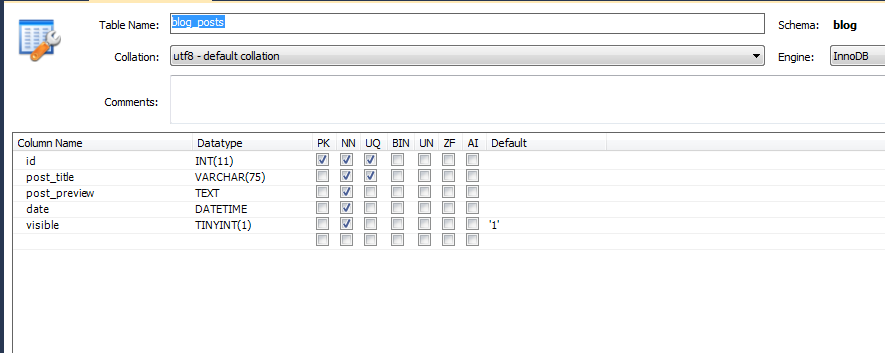 Table Name: blog_posts Schema: blog
Collation: utf8 - default collation Engine: InnoDB
Comments:
Column Name Datatype PK NN UQ BIN UN ZF AI Default
id INT(11)
post_title VARCHAR(75)
post_preview TEXT
date DATETIME
visible TINYINT(1) '1'